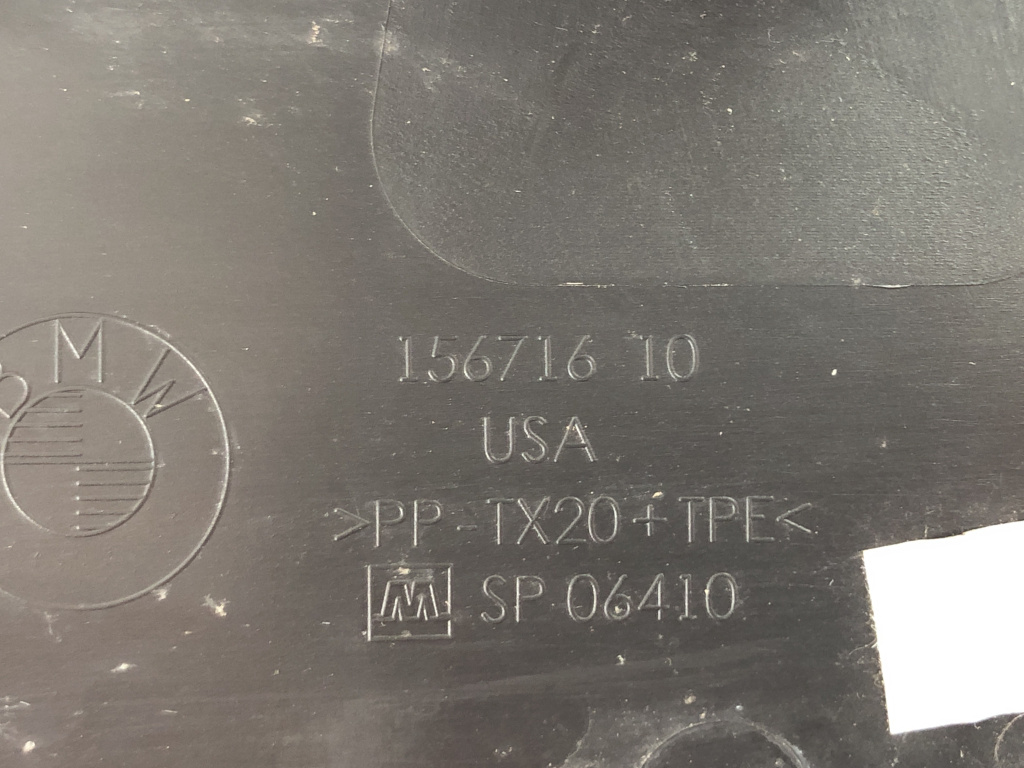 BMW
156716 10
USA
>PP-TX20+TPE<
M SP 06410